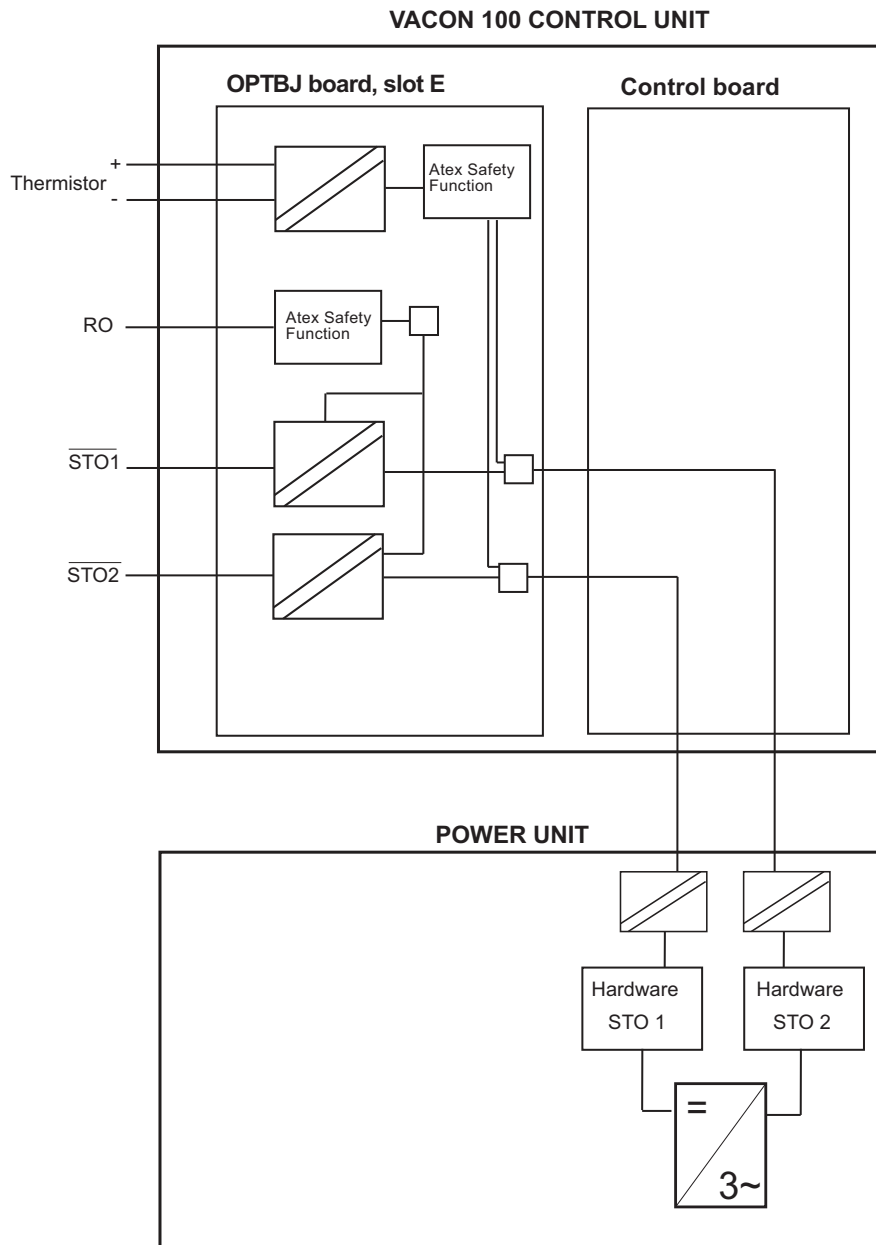 VACON 100 CONTROL UNIT
OPTBJ board, slot E
Control board
+
Thermistor
-
Atex Safety
Function
RO
Atex Safety
Function
STO1
STO2
POWER UNIT
Hardware
STO 1
Hardware
STO 2
=
3~